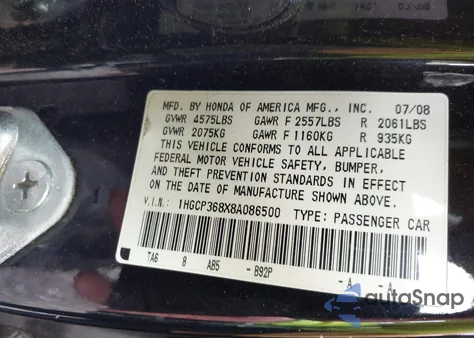 MFD. BY HONDA OF AMERICA MFG., INC. 07/08
GVWR 4575LBS GAWR F 2557LBS R 2061LBS
GVWR 2075KG GAWR F 1160KG R 935KG
THIS VEHICLE CONFORMS TO ALL APPLICABLE
FEDERAL MOTOR VEHICLE SAFETY, BUMPER,
AND THEFT PREVENTION STANDARDS IN EFFECT
ON THE DATE OF MANUFACTURE SHOWN ABOVE.
V.I.N.: 1HGCP368X8A086500 TYPE: PASSENGER CAR
TA6 8 AB5 - B92P -A -A
autoSnap